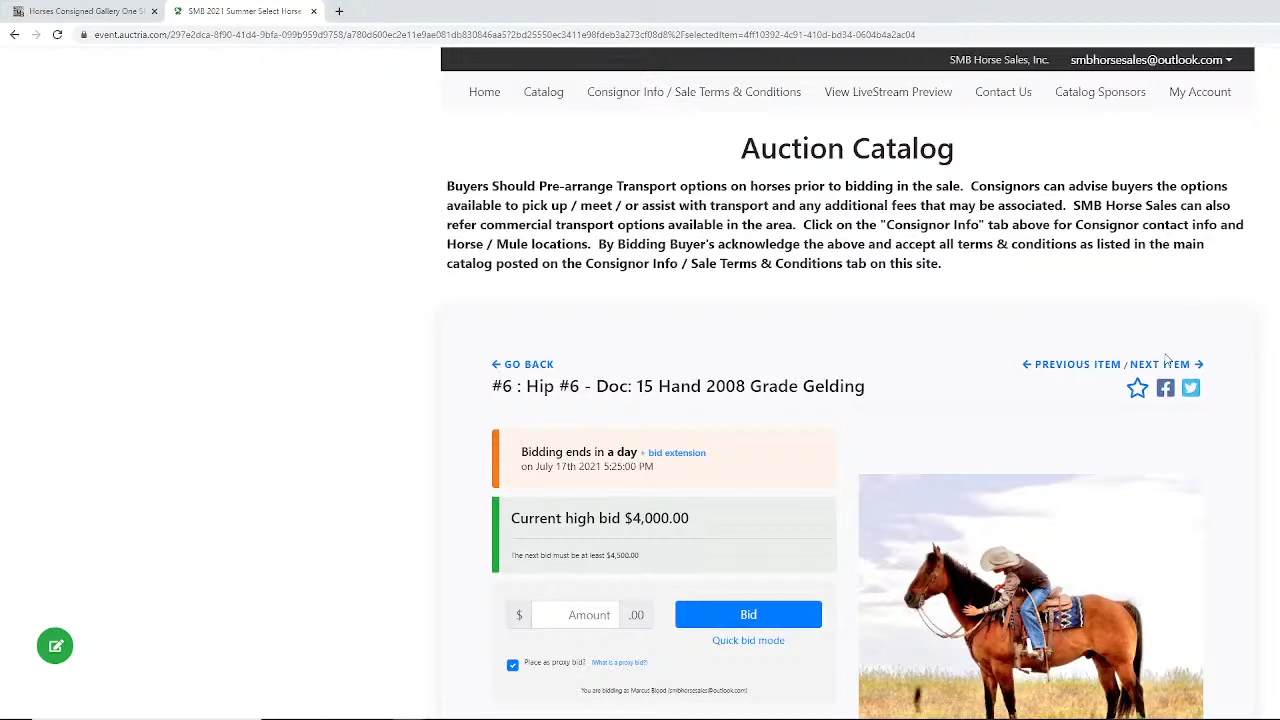 Horses Consigned Gallery One S
SMB 2021 Summer Select Horse
event.auctria.com/297e2dca-8f90-41d4-9bfa-099b959d9758/a780d600ec2e11e9ae081db830846aa5?bd25550ec3411e98fdeb3a273cf08d8%2FselectedItem=4ff10392-4c91-410d-bd34-0604b4a2ac04
SMB Horse Sales, Inc. smbhorsesales@outlook.com
Home Catalog Consignor Info / Sale Terms & Conditions View LiveStream Preview Contact Us Catalog Sponsors My Account
Auction Catalog
Buyers Should Pre-arrange Transport options on horses prior to bidding in the sale. Consignors can advise buyers the options
available to pick up / meet / or assist with transport and any additional fees that may be associated. SMB Horse Sales can also
refer commercial transport options available in the area. Click on the "Consignor Info" tab above for Consignor contact info and
Horse / Mule locations. By Bidding Buyer's acknowledge the above and accept all terms & conditions as listed in the main
catalog posted on the Consignor Info / Sale Terms & Conditions tab on this site.
GO BACK
PREVIOUS ITEM / NEXT ITEM
#6 : Hip #6 - Doc: 15 Hand 2008 Grade Gelding
Bidding ends in a day + bid extension
on July 17th 2021 5:25:00 PM
Current high bid $4,000.00
The next bid must be at least $4,500.00
$ Amount .00 Bid
Quick bid mode
Place as proxy bid? (What is a proxy bid?)
You are bidding as Marcus Blood (smbhorsesales@outlook.com)